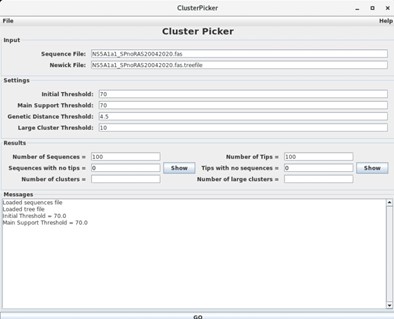 ClusterPicker
File Help
Cluster Picker
Input
Sequence File: NS5A1a1_SPnoRAS20042020.fas
Newick File: NS5A1a1_SPnoRAS20042020.fas.treefile
Settings
Initial Threshold: 70
Main Support Threshold: 70
Genetic Distance Threshold: 4.5
Large Cluster Threshold: 10
Results
Number of Sequences = 100 Number of Tips = 100
Sequences with no tips = 0 Show Tips with no sequences = 0 Show
Number of clusters = Number of large clusters =
Messages
Loaded sequences file
Loaded tree file
Initial Threshold = 70.0
Main Support Threshold = 70.0
GO